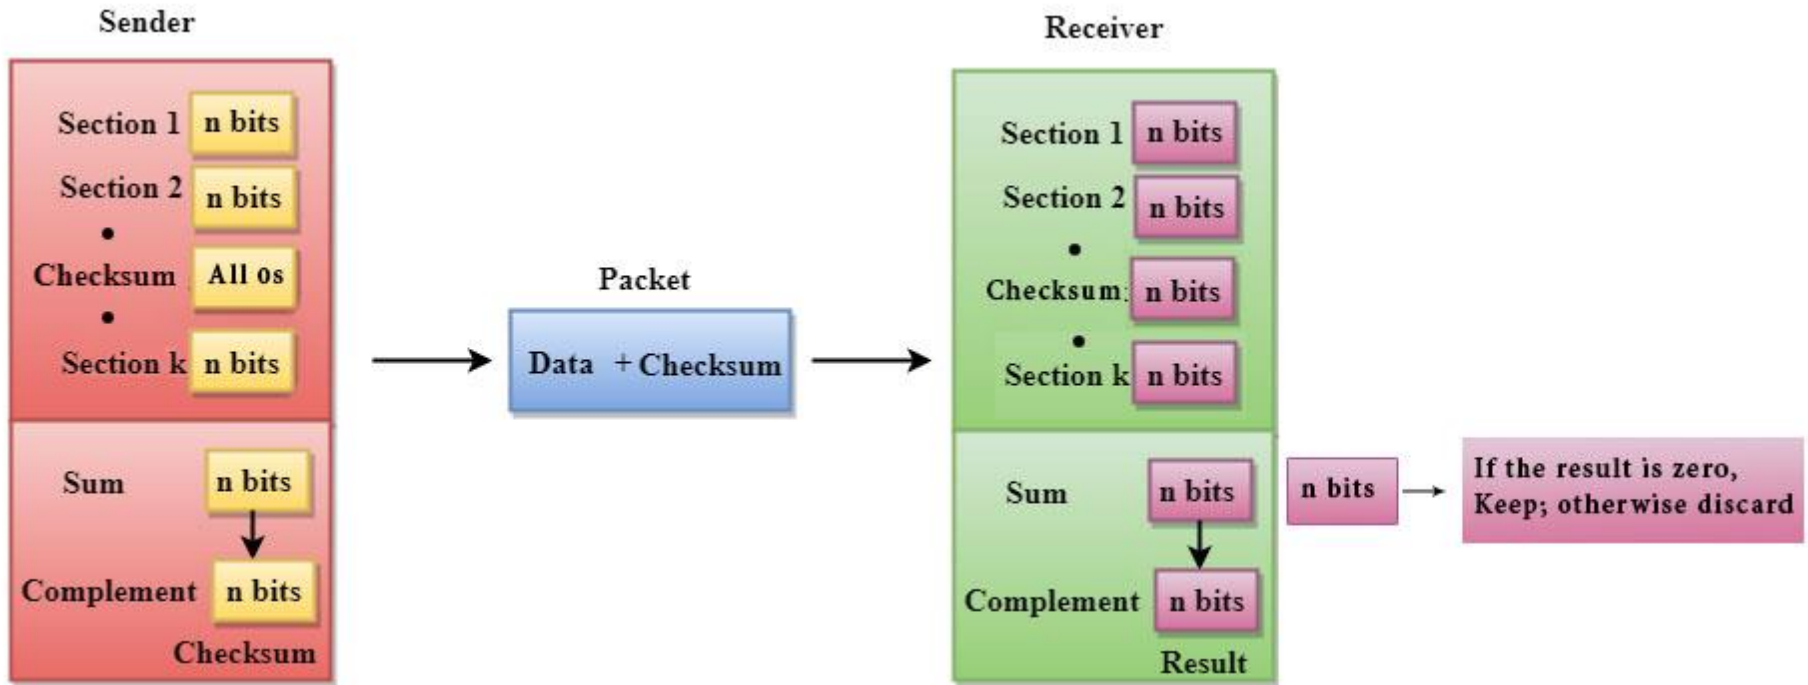 Sender
Section 1 n bits
Section 2 n bits
•
Checksum All 0s
•
Section k n bits
Sum n bits
Complement n bits
Checksum
Packet
Data + Checksum
Receiver
Section 1 n bits
Section 2 n bits
•
Checksum: n bits
•
Section k n bits
Sum n bits
Complement n bits
Result
n bits
If the result is zero,
Keep; otherwise discard